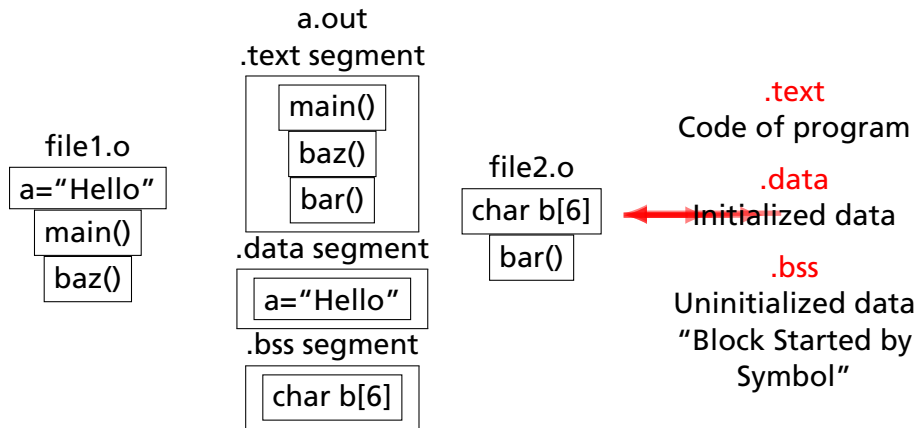 file1.o
a=“Hello”
main()
baz()
a.out
.text segment
main()
baz()
bar()
.data segment
a=“Hello”
.bss segment
char b[6]
file2.o
char b[6]
bar()
.text
Code of program
.data
Initialized data
.bss
Uninitialized data
“Block Started by
Symbol”